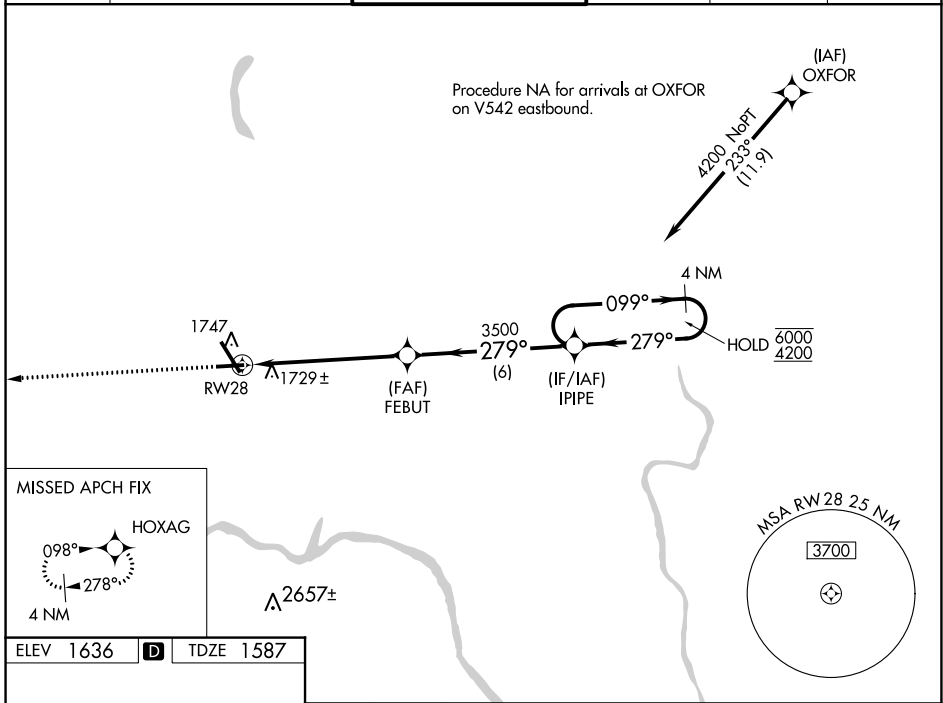 (IAF)
OXFOR
Procedure NA for arrivals at OXFOR
on V542 eastbound.
4200 NoPT
233°
(11.9)
4 NM
099°
279°
HOLD
6000
4200
3500
279°
(6)
(IF/IAF)
IPIPE
(FAF)
FEBUT
1747
RW28
1729±
MISSED APCH FIX
HOXAG
098°
278°
4 NM
2657±
MSA RW28 25 NM
3700
ELEV 1636 D TDZE 1587